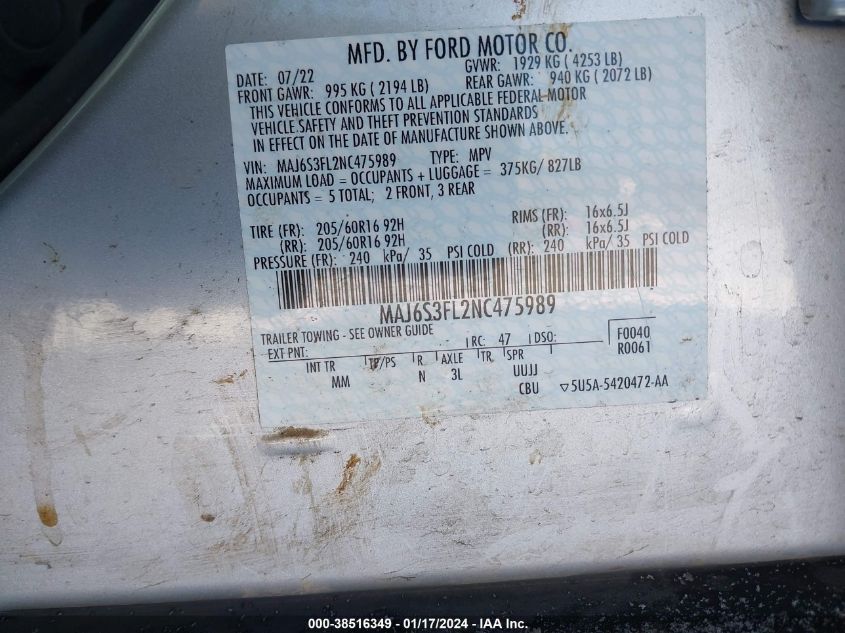 MFD. BY FORD MOTOR CO.
DATE: 07/22 GVWR: 1929 KG ( 4253 LB)
FRONT GAWR: 995 KG ( 2194 LB) REAR GAWR: 940 KG ( 2072 LB)
THIS VEHICLE CONFORMS TO ALL APPLICABLE FEDERAL MOTOR
VEHICLE SAFETY AND THEFT PREVENTION STANDARDS
IN EFFECT ON THE DATE OF MANUFACTURE SHOWN ABOVE.
VIN: MAJ6S3FL2NC475989 TYPE: MPV
MAXIMUM LOAD = OCCUPANTS + LUGGAGE = 375KG/ 827LB
OCCUPANTS = 5 TOTAL; 2 FRONT, 3 REAR
TIRE (FR): 205/60R16 92H RIMS (FR): 16x6.5J
(RR): 205/60R16 92H (RR): 16x6.5J
PRESSURE (FR): 240 kPa/ 35 PSI COLD (RR): 240 kPa/ 35 PSI COLD
MAJ6S3FL2NC475989
TRAILER TOWING - SEE OWNER GUIDE
EXT PNT: RC: 47 DSO: F0040
R0061
INT TR TP/PS R AXLE TR SPR
MM N 3L UUJJ
CBU 5U5A-5420472-AA
000-38516349 - 01/17/2024 - IAA Inc.